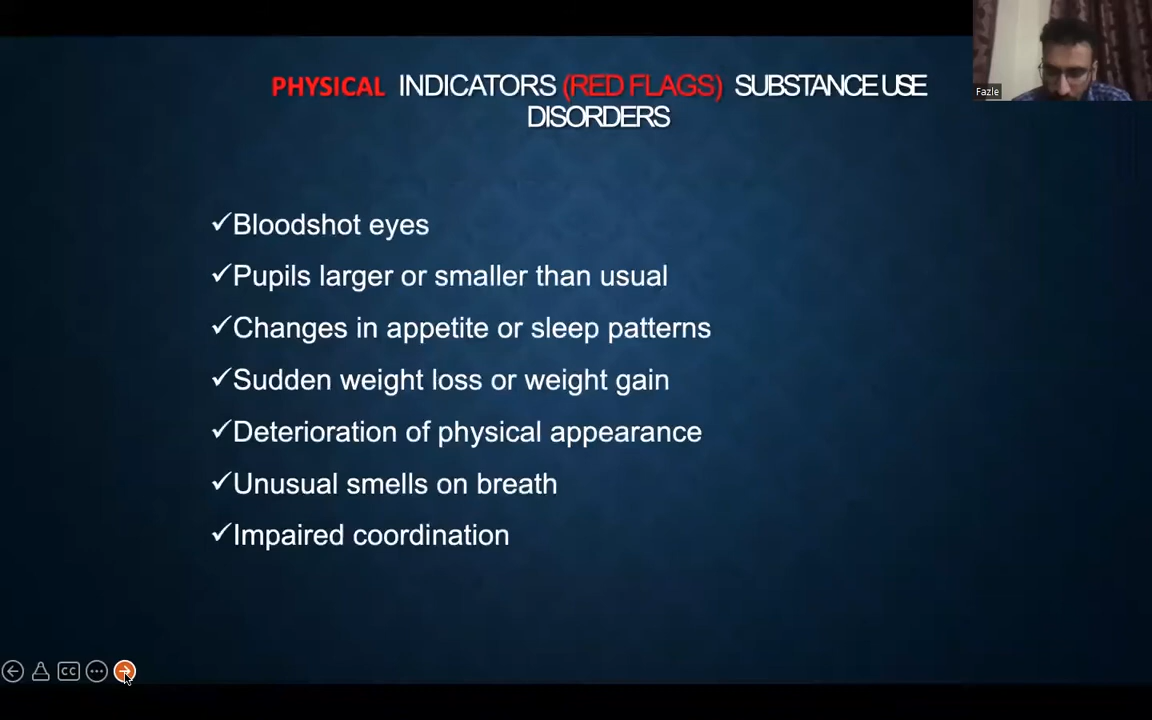 PHYSICAL INDICATORS (RED FLAGS) SUBSTANCE USE
DISORDERS
Fazle
✓Bloodshot eyes
✓Pupils larger or smaller than usual
✓Changes in appetite or sleep patterns
✓Sudden weight loss or weight gain
✓Deterioration of physical appearance
✓Unusual smells on breath
✓Impaired coordination
CC